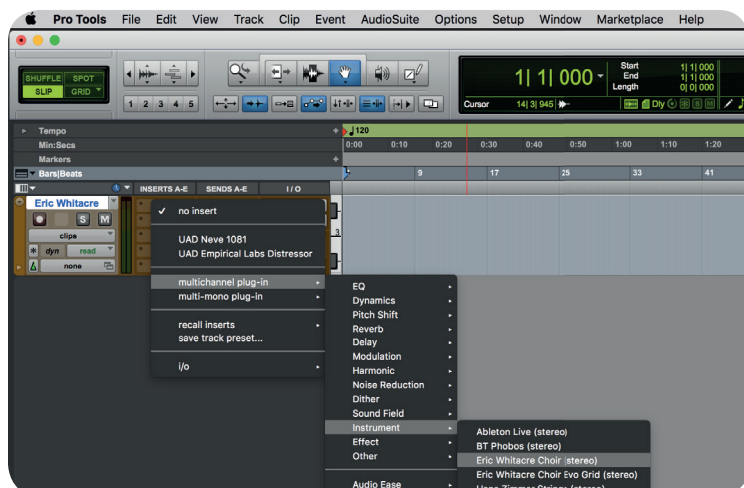 Pro Tools File Edit View Track Clip Event AudioSuite Options Setup Window Marketplace Help
SHUFFLE SPOT
SLIP GRID
1 2 3 4 5
1| 1| 000
Start 1| 1| 000
End 1| 1| 000
Length 0| 0| 000
Cursor 14| 3| 945
Dly
S M
Tempo
120
Min:Secs
0:00 0:10 0:20 0:30 0:40 0:50 1:00 1:10 1:20
Markers
Bars|Beats
9 17 25 33 41
INSERTS A-E SENDS A-E I / O
Eric Whitacre
S M
clips
dyn read
none
3
✓ no insert
UAD Neve 1081
UAD Empirical Labs Distressor
multichannel plug-in
multi-mono plug-in
recall inserts
save track preset...
i/o
EQ
Dynamics
Pitch Shift
Reverb
Delay
Modulation
Harmonic
Noise Reduction
Dither
Sound Field
Instrument
Effect
Other
Audio Ease
Ableton Live (stereo)
BT Phobos (stereo)
Eric Whitacre Choir (stereo)
Eric Whitacre Choir Evo Grid (stereo)